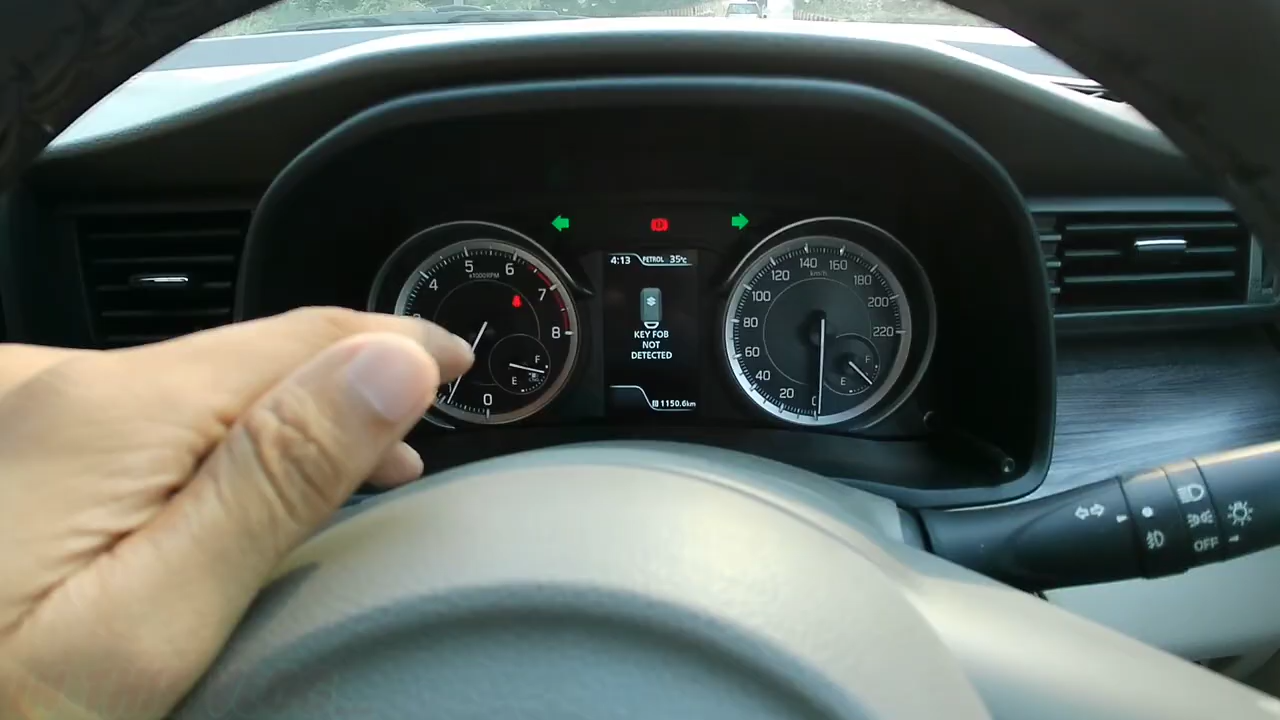 4:13 PETROL 35°C
KEY FOB
NOT
DETECTED
1150.6km
4 5 6 7 8
x1000RPM
0
F
E
20 40 60 80 100 120 140 160 180 200 220
km/h
F
E
OFF